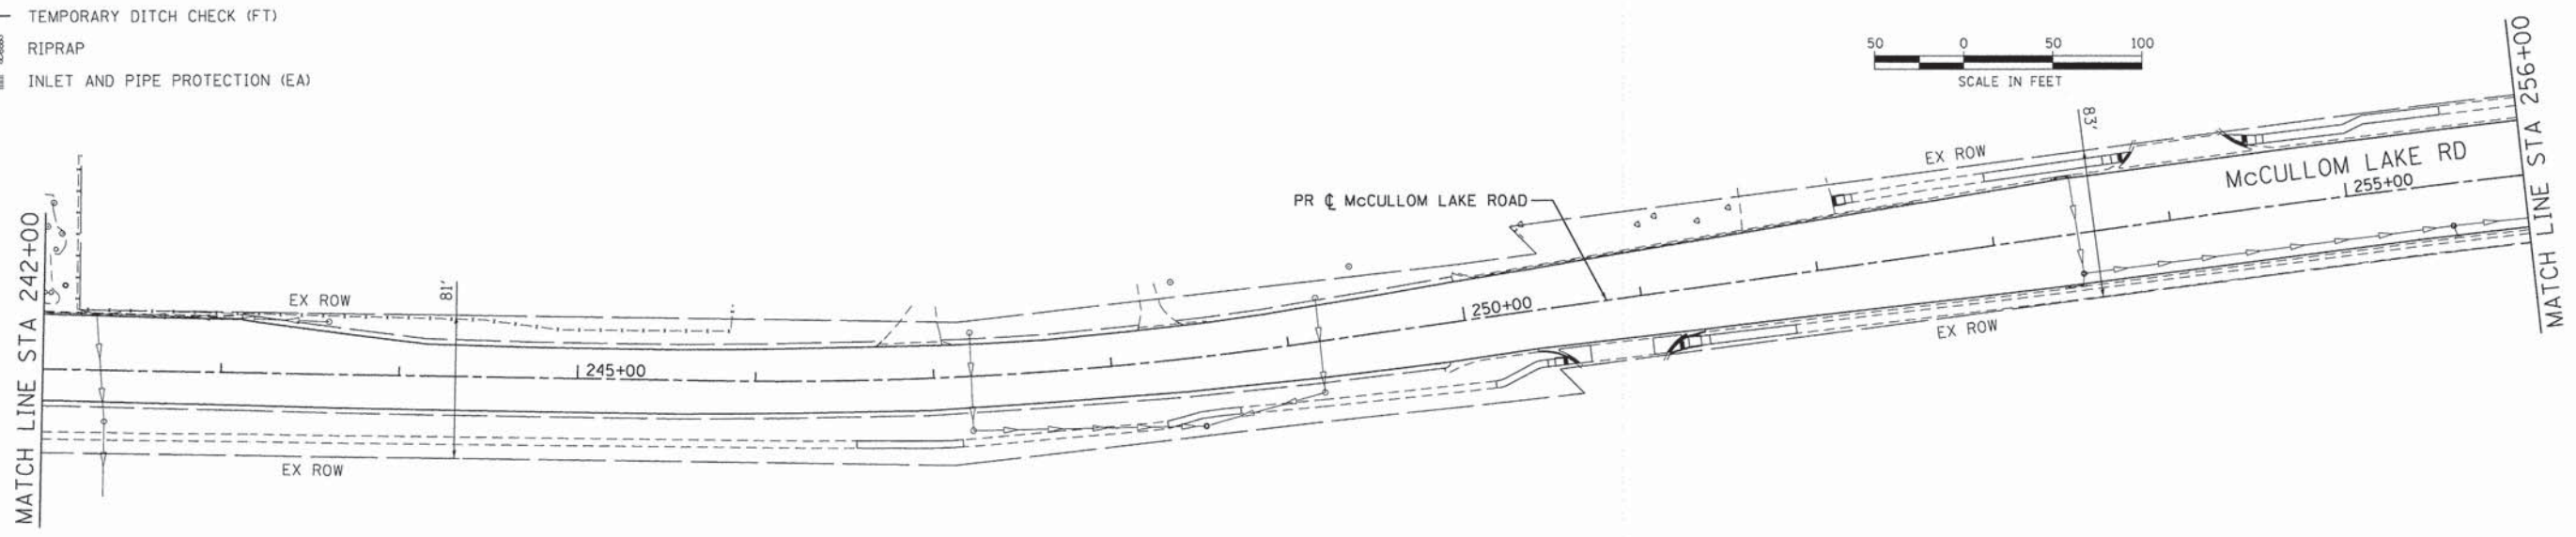 TEMPORARY DITCH CHECK (FT)
RIPRAP
INLET AND PIPE PROTECTION (EA)
50 0 50 100
SCALE IN FEET
MATCH LINE STA 242+00
EX ROW
81'
245+00
EX ROW
PR ℄ McCULLOM LAKE ROAD
250+00
EX ROW
83'
McCULLOM LAKE RD
255+00
EX ROW
MATCH LINE STA 256+00